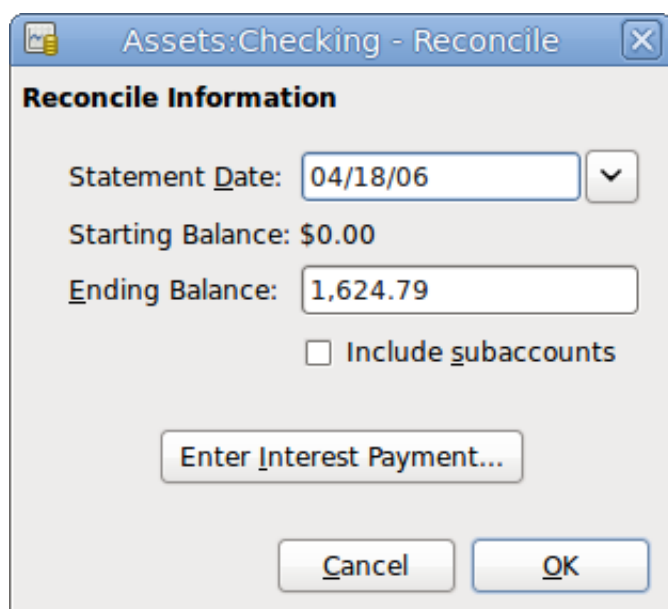 Assets:Checking - Reconcile
Reconcile Information
Statement Date: 04/18/06
Starting Balance: $0.00
Ending Balance: 1,624.79
Include subaccounts
Enter Interest Payment...
Cancel OK